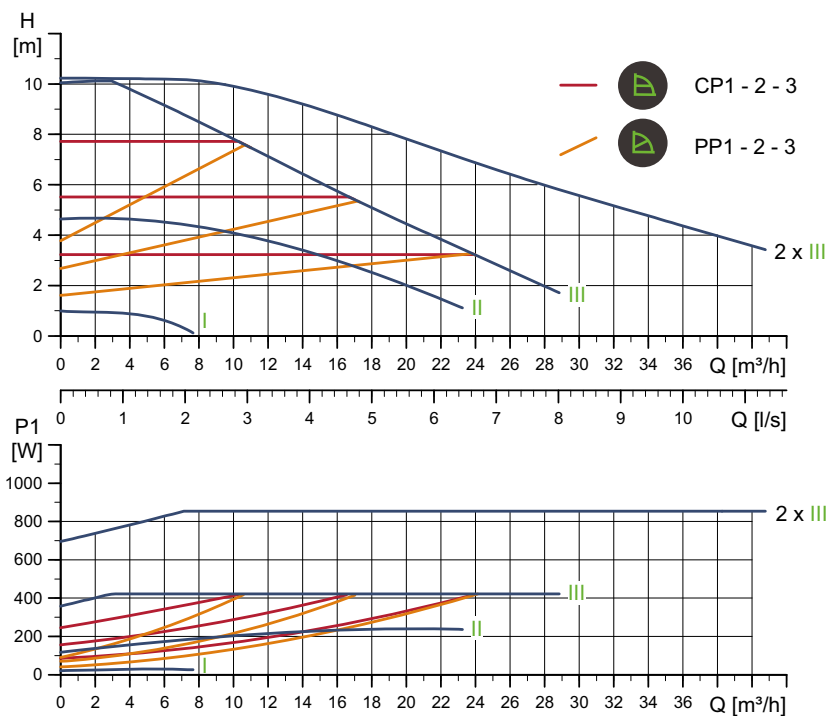 H
[m]
10
8
6
4
2
0
CP1 - 2 - 3
PP1 - 2 - 3
2 x III
III
II
I
0 2 4 6 8 10 12 14 16 18 20 22 24 26 28 30 32 34 36 Q [m³/h]
0 1 2 3 4 5 6 7 8 9 10 Q [l/s]
P1
[W]
1000
800
600
400
200
0
2 x III
III
II
I
0 2 4 6 8 10 12 14 16 18 20 22 24 26 28 30 32 34 36 Q [m³/h]